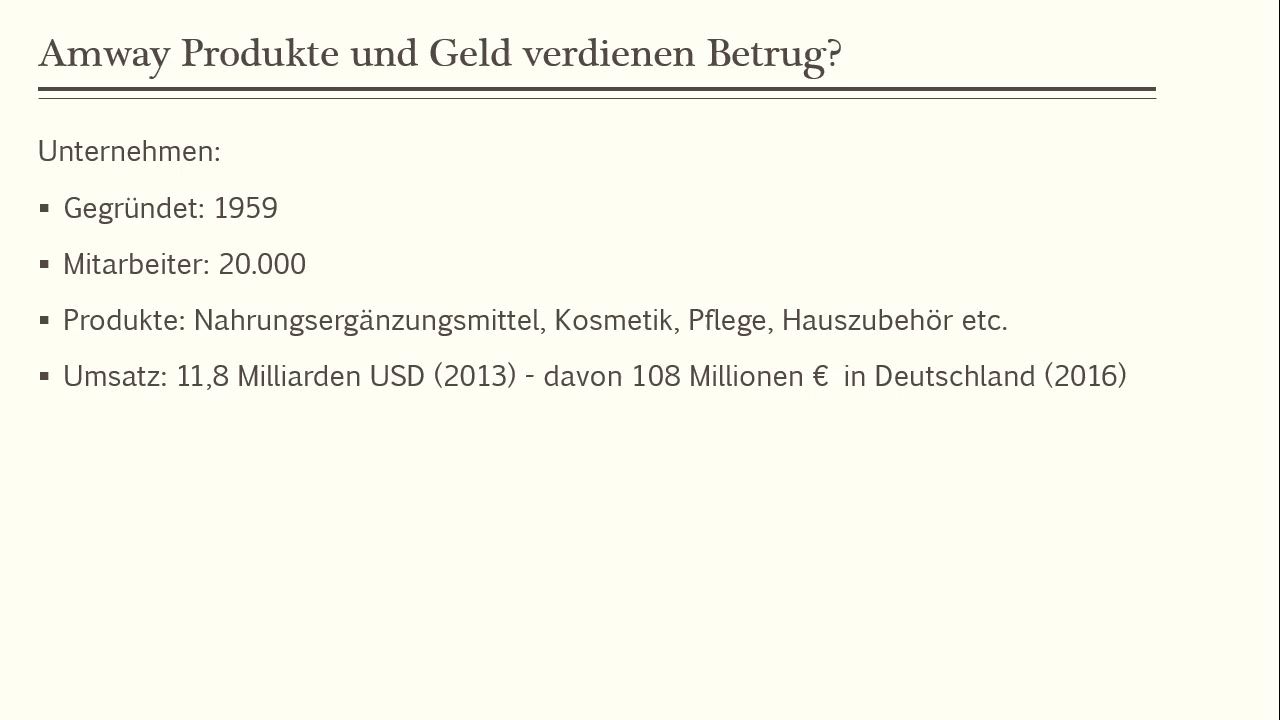 Amway Produkte und Geld verdienen Betrug?
Unternehmen:
▪ Gegründet: 1959
▪ Mitarbeiter: 20.000
▪ Produkte: Nahrungsergänzungsmittel, Kosmetik, Pflege, Hauszubehör etc.
▪ Umsatz: 11,8 Milliarden USD (2013) - davon 108 Millionen €  in Deutschland (2016)